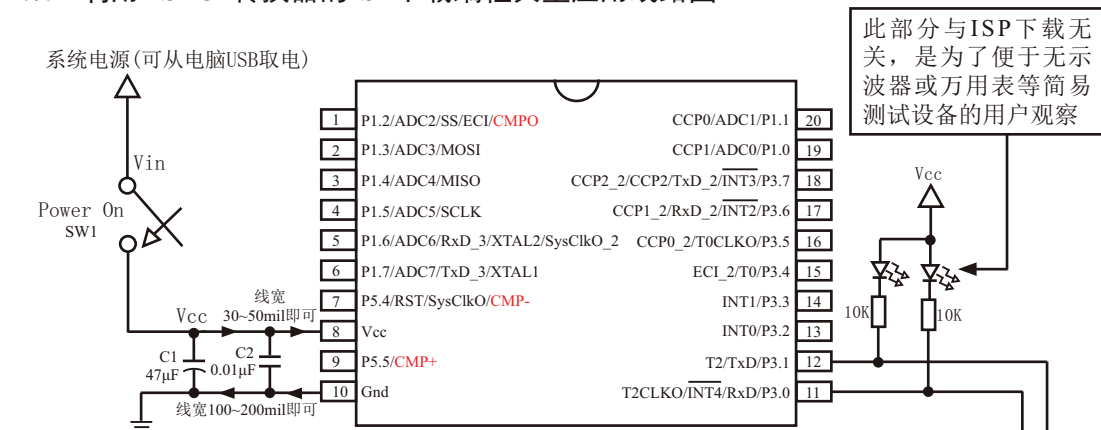 系统电源(可从电脑USB取电)
此部分与ISP下载无
关，是为了便于无示
波器或万用表等简易
测试设备的用户观察
Vin
Power On
SW1
Vcc
线宽
30~50mil即可
C1
47μF
C2
0.01μF
线宽100~200mil即可
1 P1.2/ADC2/SS/ECI/CMPO
2 P1.3/ADC3/MOSI
3 P1.4/ADC4/MISO
4 P1.5/ADC5/SCLK
5 P1.6/ADC6/RxD_3/XTAL2/SysClkO_2
6 P1.7/ADC7/TxD_3/XTAL1
7 P5.4/RST/SysClkO/CMP-
8 Vcc
9 P5.5/CMP+
10 Gnd
CCP0/ADC1/P1.1 20
CCP1/ADC0/P1.0 19
CCP2_2/CCP2/TxD_2/INT3/P3.7 18
CCP1_2/RxD_2/INT2/P3.6 17
CCP0_2/T0CLKO/P3.5 16
ECI_2/T0/P3.4 15
INT1/P3.3 14
INT0/P3.2 13
T2/TxD/P3.1 12
T2CLKO/INT4/RxD/P3.0 11
Vcc
10K
10K